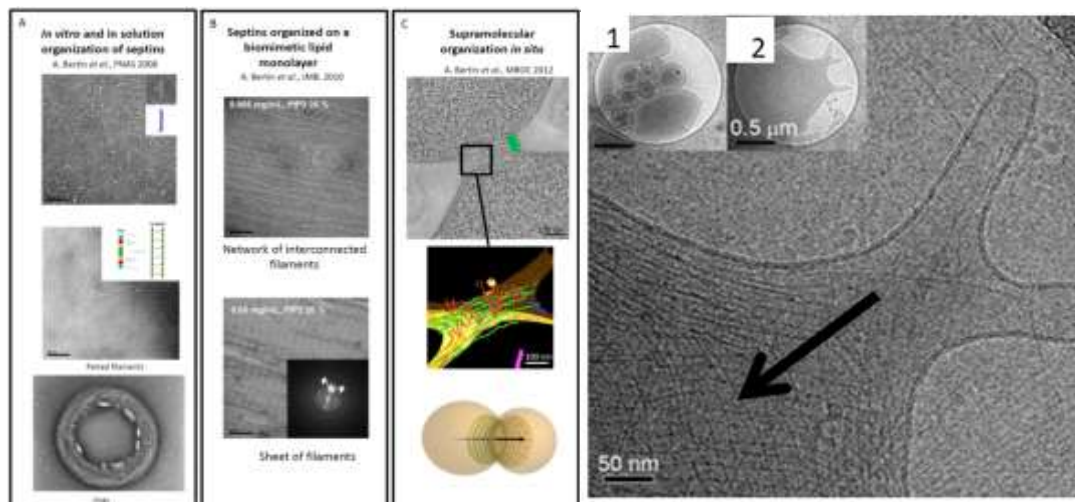 A
In vitro and in solution
organization of septins
A. Bertin et al., PNAS 2008
Paired filaments
B
Septins organized on a
biomimetic lipid
monolayer
A. Bertin et al., JMB. 2010
Network of interconnected
filaments
Sheet of filaments
C
Supramolecular
organization in situ
A. Bertin et al., MBOC 2012
100 nm
1
2
0.5 μm
50 nm